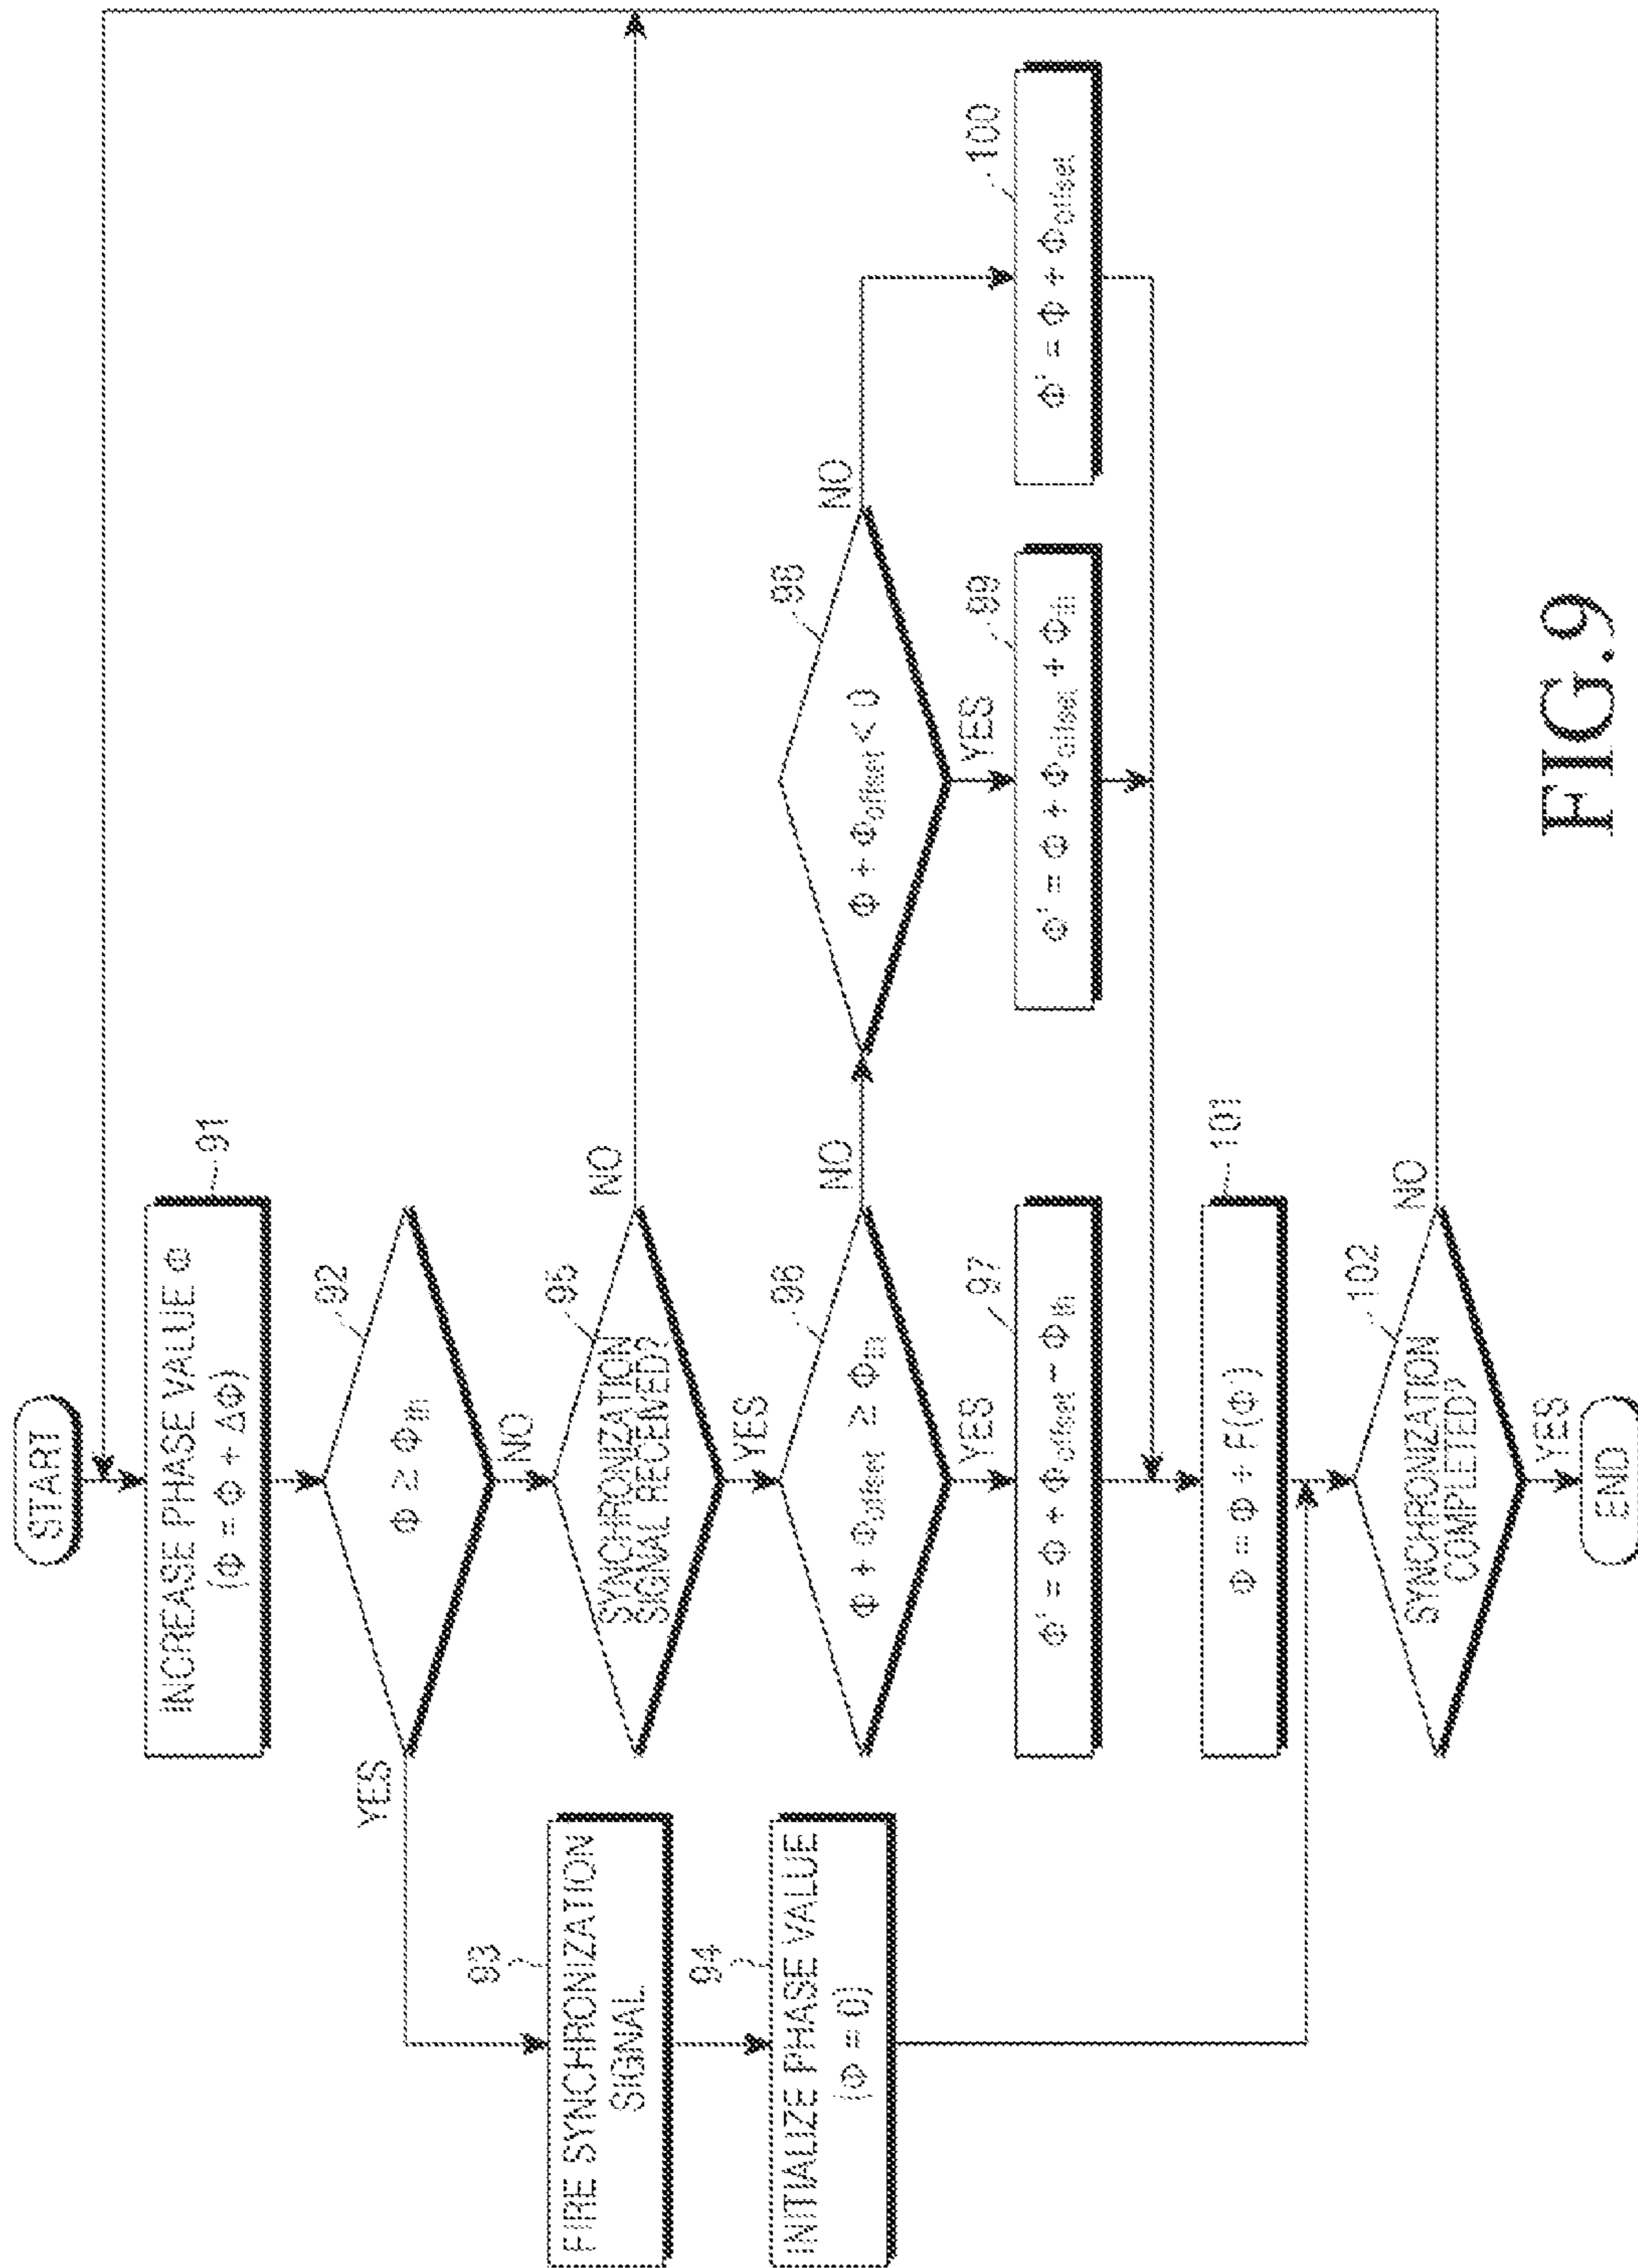 START
INCREASE PHASE VALUE Φ
(Φ = Φ + ΔΦ)
91
Φ ≥ Φth
92
YES
NO
FIRE SYNCHRONIZATION
SIGNAL
93
INITIALIZE PHASE VALUE
(Φ = 0)
94
SYNCHRONIZATION
SIGNAL RECEIVED?
95
NO
YES
Φ + Φoffset ≥ Φth
96
NO
YES
Φ + Φoffset < 0
98
NO
YES
Φ' = Φ + Φoffset - Φth
97
Φ' = Φ + Φoffset + Φth
99
Φ' = Φ + Φoffset
100
Φ = Φ + F(Φ')
101
SYNCHRONIZATION
COMPLETED?
102
NO
YES
END
FIG.9